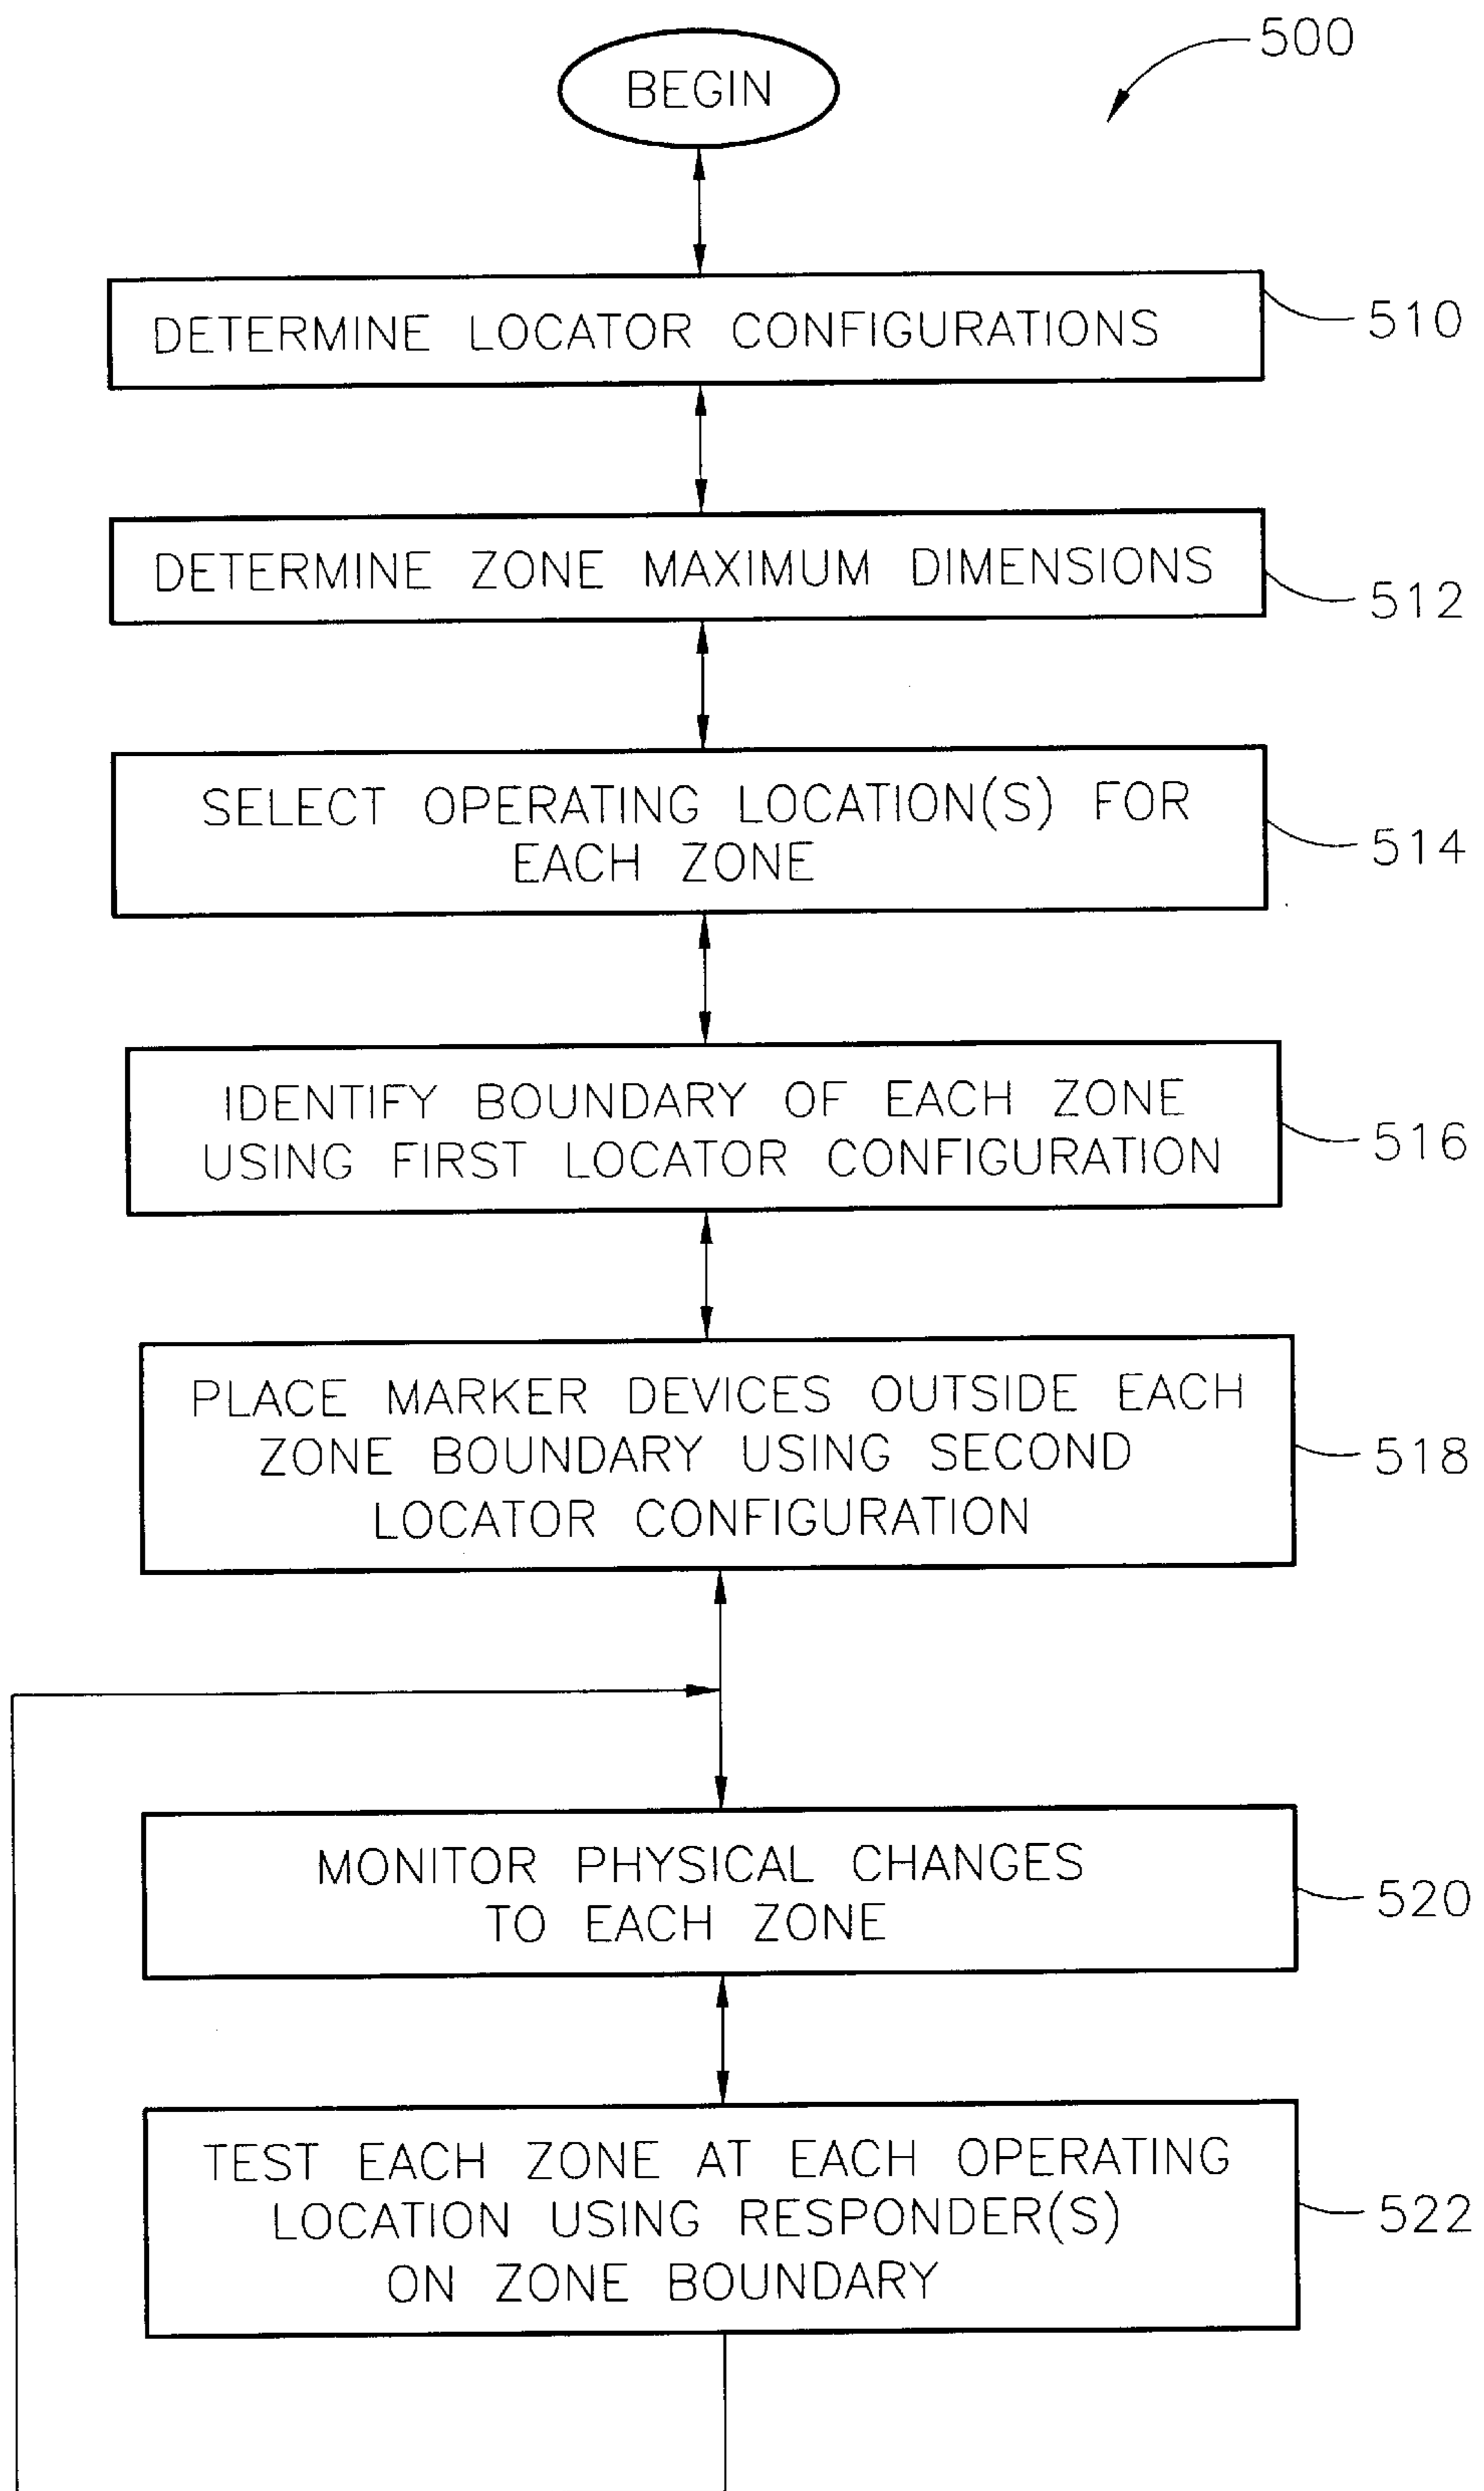 500
BEGIN
DETERMINE LOCATOR CONFIGURATIONS
510
DETERMINE ZONE MAXIMUM DIMENSIONS
512
SELECT OPERATING LOCATION(S) FOR
EACH ZONE
514
IDENTIFY BOUNDARY OF EACH ZONE
USING FIRST LOCATOR CONFIGURATION
516
PLACE MARKER DEVICES OUTSIDE EACH
ZONE BOUNDARY USING SECOND
LOCATOR CONFIGURATION
518
MONITOR PHYSICAL CHANGES
TO EACH ZONE
520
TEST EACH ZONE AT EACH OPERATING
LOCATION USING RESPONDER(S)
ON ZONE BOUNDARY
522